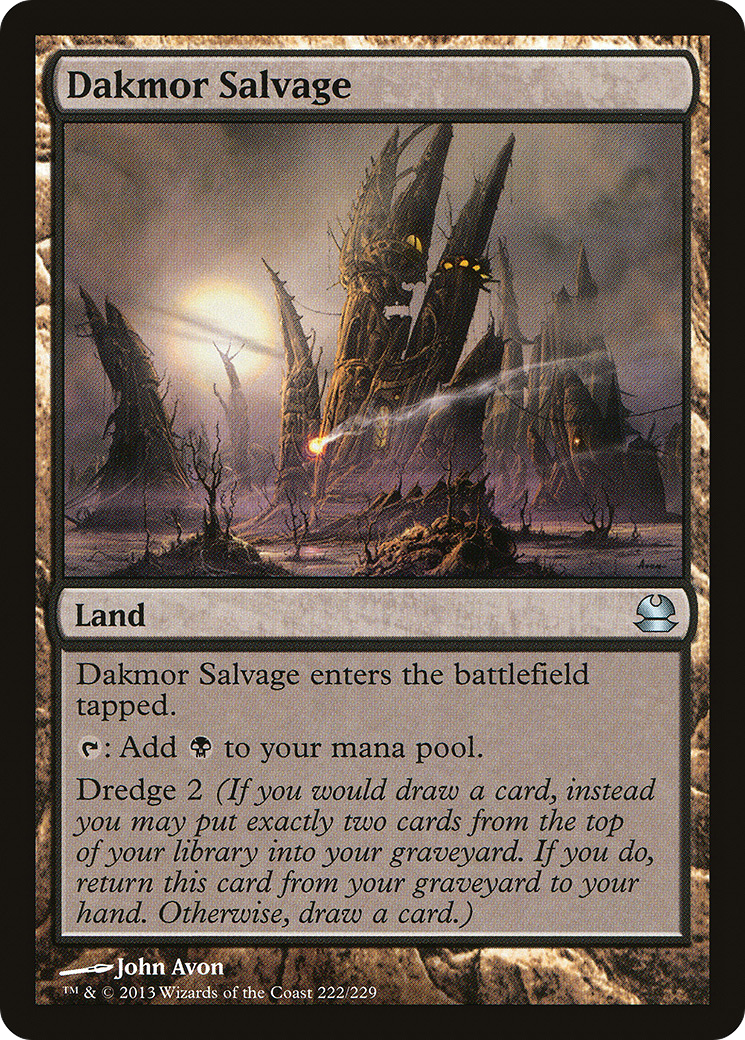 Dakmor Salvage
Avon
Land
Dakmor Salvage enters the battlefield
tapped.
: Add to your mana pool.
Dredge 2 (If you would draw a card, instead
you may put exactly two cards from the top
of your library into your graveyard. If you do,
return this card from your graveyard to your
hand. Otherwise, draw a card.)
John Avon
™ & © 2013 Wizards of the Coast 222/229